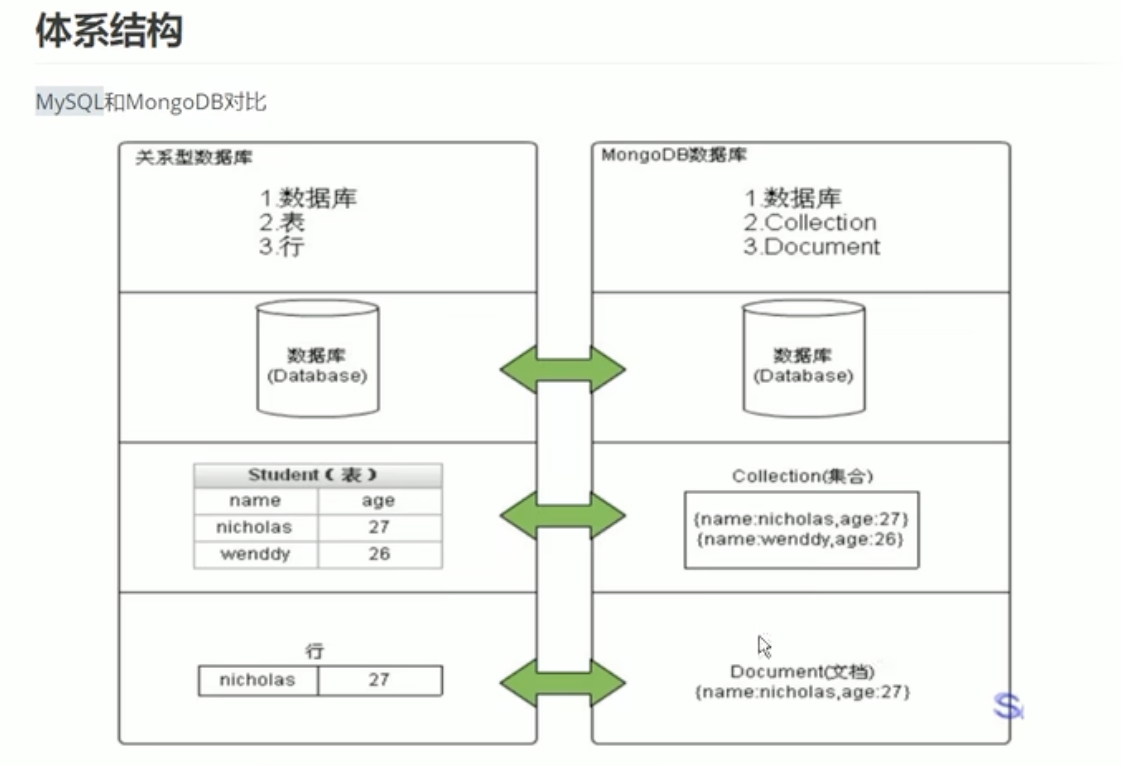 体系结构
MySQL和MongoDB对比
关系型数据库
1.数据库
2.表
3.行
MongoDB数据库
1.数据库
2.Collection
3.Document
数据库
(Database)
数据库
(Database)
Student（表）
name age
nicholas 27
wenddy 26
Collection(集合)
{name:nicholas,age:27}
{name:wenddy,age:26}
行
nicholas 27
Document(文档)
{name:nicholas,age:27}